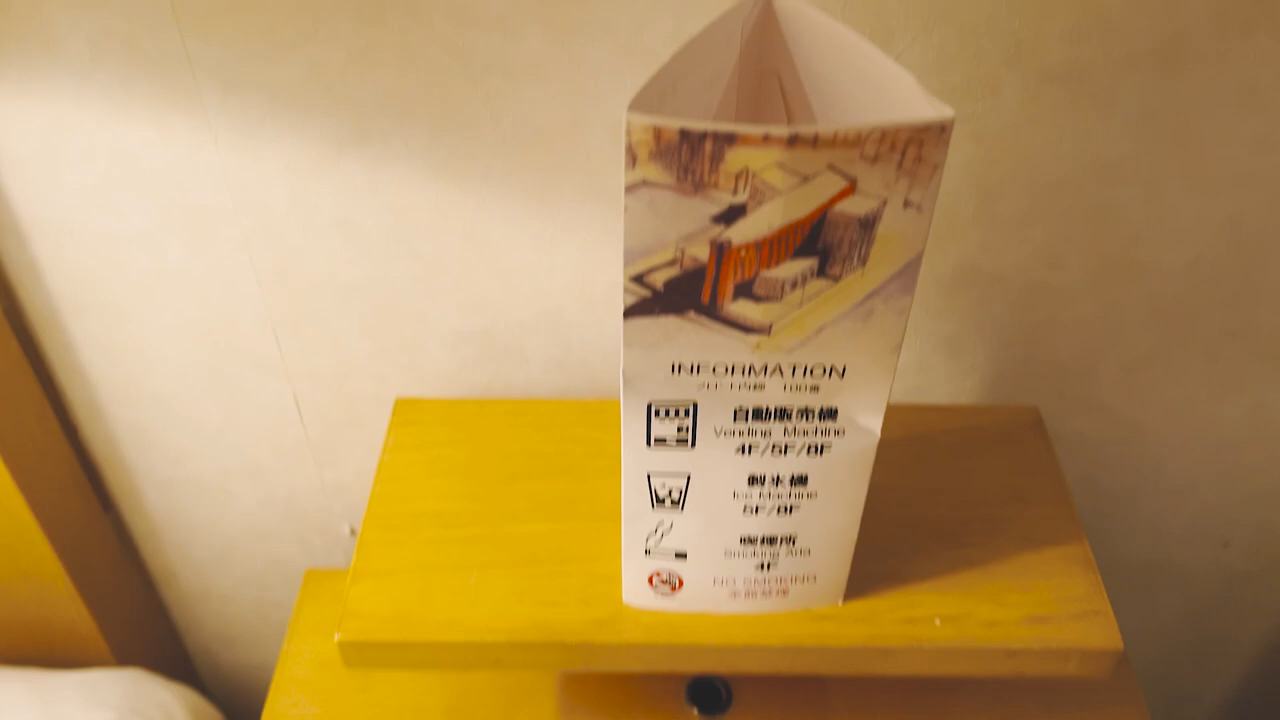 INFORMATION
自動販売機
Vending Machine
4F/5F/8F
製氷機
Ice Machine
5F/8F
喫煙所
Smoking Aria
4F
NO SMOKING